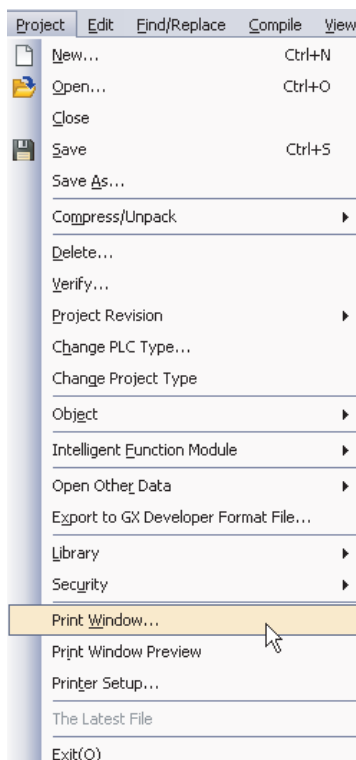 Project Edit Find/Replace Compile View
New... Ctrl+N
Open... Ctrl+O
Close
Save Ctrl+S
Save As...
Compress/Unpack
Delete...
Verify...
Project Revision
Change PLC Type...
Change Project Type
Object
Intelligent Function Module
Open Other Data
Export to GX Developer Format File...
Library
Security
Print Window...
Print Window Preview
Printer Setup...
The Latest File
Exit(O)